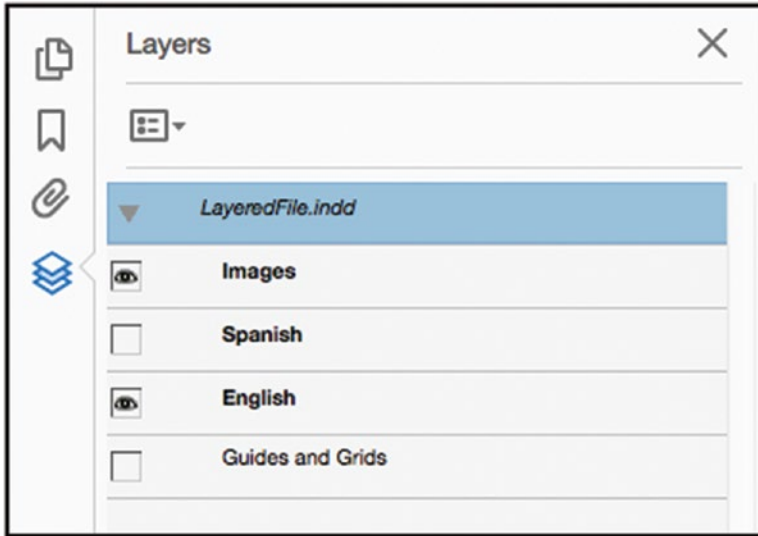 Layers
LayeredFile.indd
Images
Spanish
English
Guides and Grids